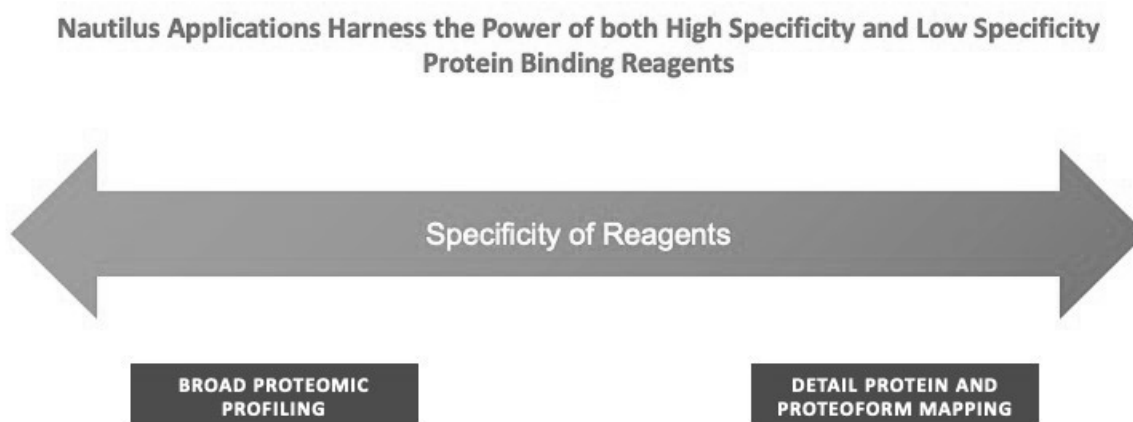 Nautilus Applications Harness the Power of both High Specificity and Low Specificity
Protein Binding Reagents
Specificity of Reagents
BROAD PROTEOMIC
PROFILING
DETAIL PROTEIN AND
PROTEOFORM MAPPING